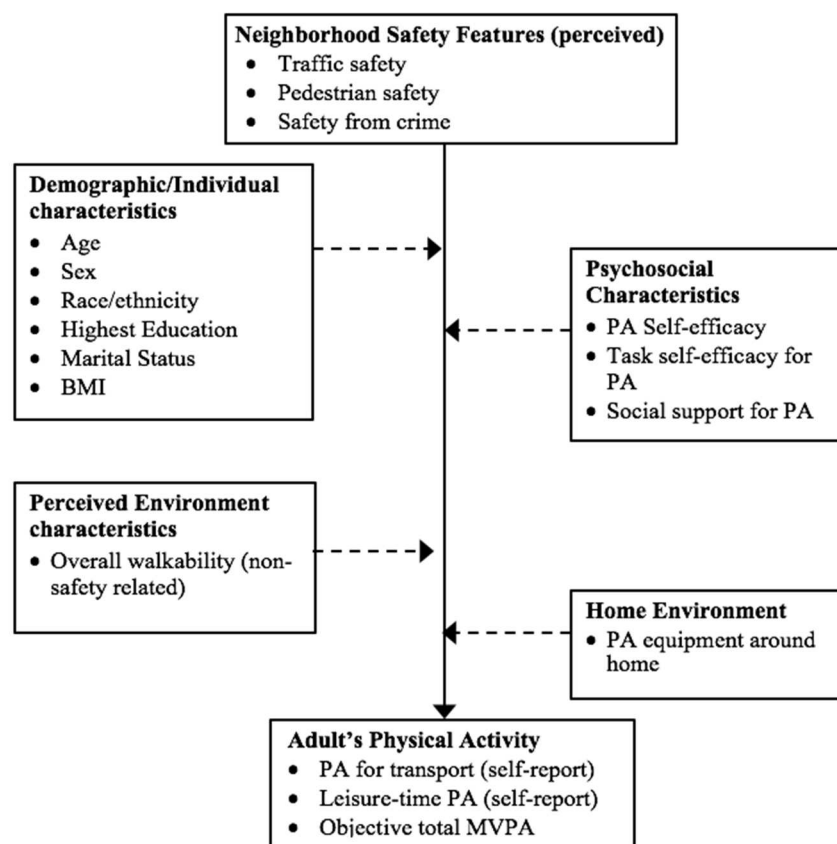 Neighborhood Safety Features (perceived)
• Traffic safety
• Pedestrian safety
• Safety from crime
Demographic/Individual
characteristics
• Age
• Sex
• Race/ethnicity
• Highest Education
• Marital Status
• BMI
Psychosocial
Characteristics
• PA Self-efficacy
• Task self-efficacy for
PA
• Social support for PA
Perceived Environment
characteristics
• Overall walkability (non-
safety related)
Home Environment
• PA equipment around
home
Adult's Physical Activity
• PA for transport (self-report)
• Leisure-time PA (self-report)
• Objective total MVPA